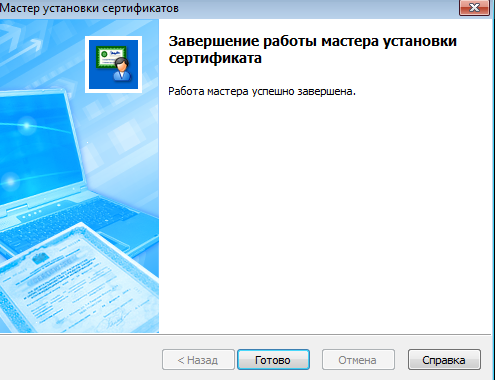 Мастер установки сертификатов
Завершение работы мастера установки
сертификата
Работа мастера успешно завершена.
< Назад
Готово
Отмена
Справка